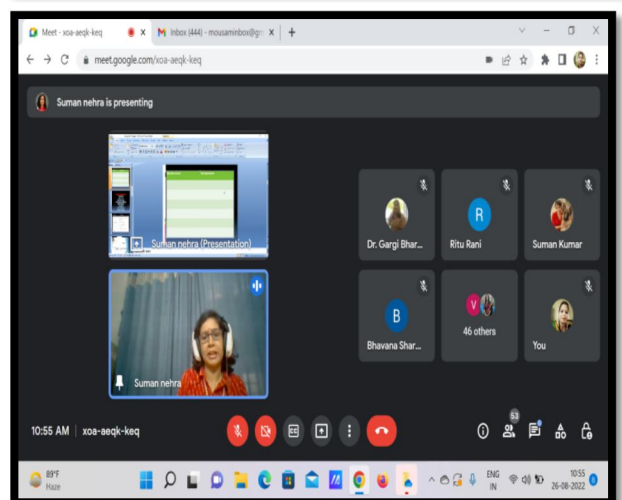 Meet - xoa-aeqk-keq
Inbox (444) - mousaminbox@gm
meet.google.com/xoa-aeqk-keq
Suman nehra is presenting
Suman nehra (Presentation)
Suman nehra
Dr. Gargi Bhar...
R
Ritu Rani
Suman Kumar
B
Bhavana Shar...
V
46 others
You
10:55 AM | xoa-aeqk-keq
53
89°F
Haze
ENG
IN
10:55
26-08-2022